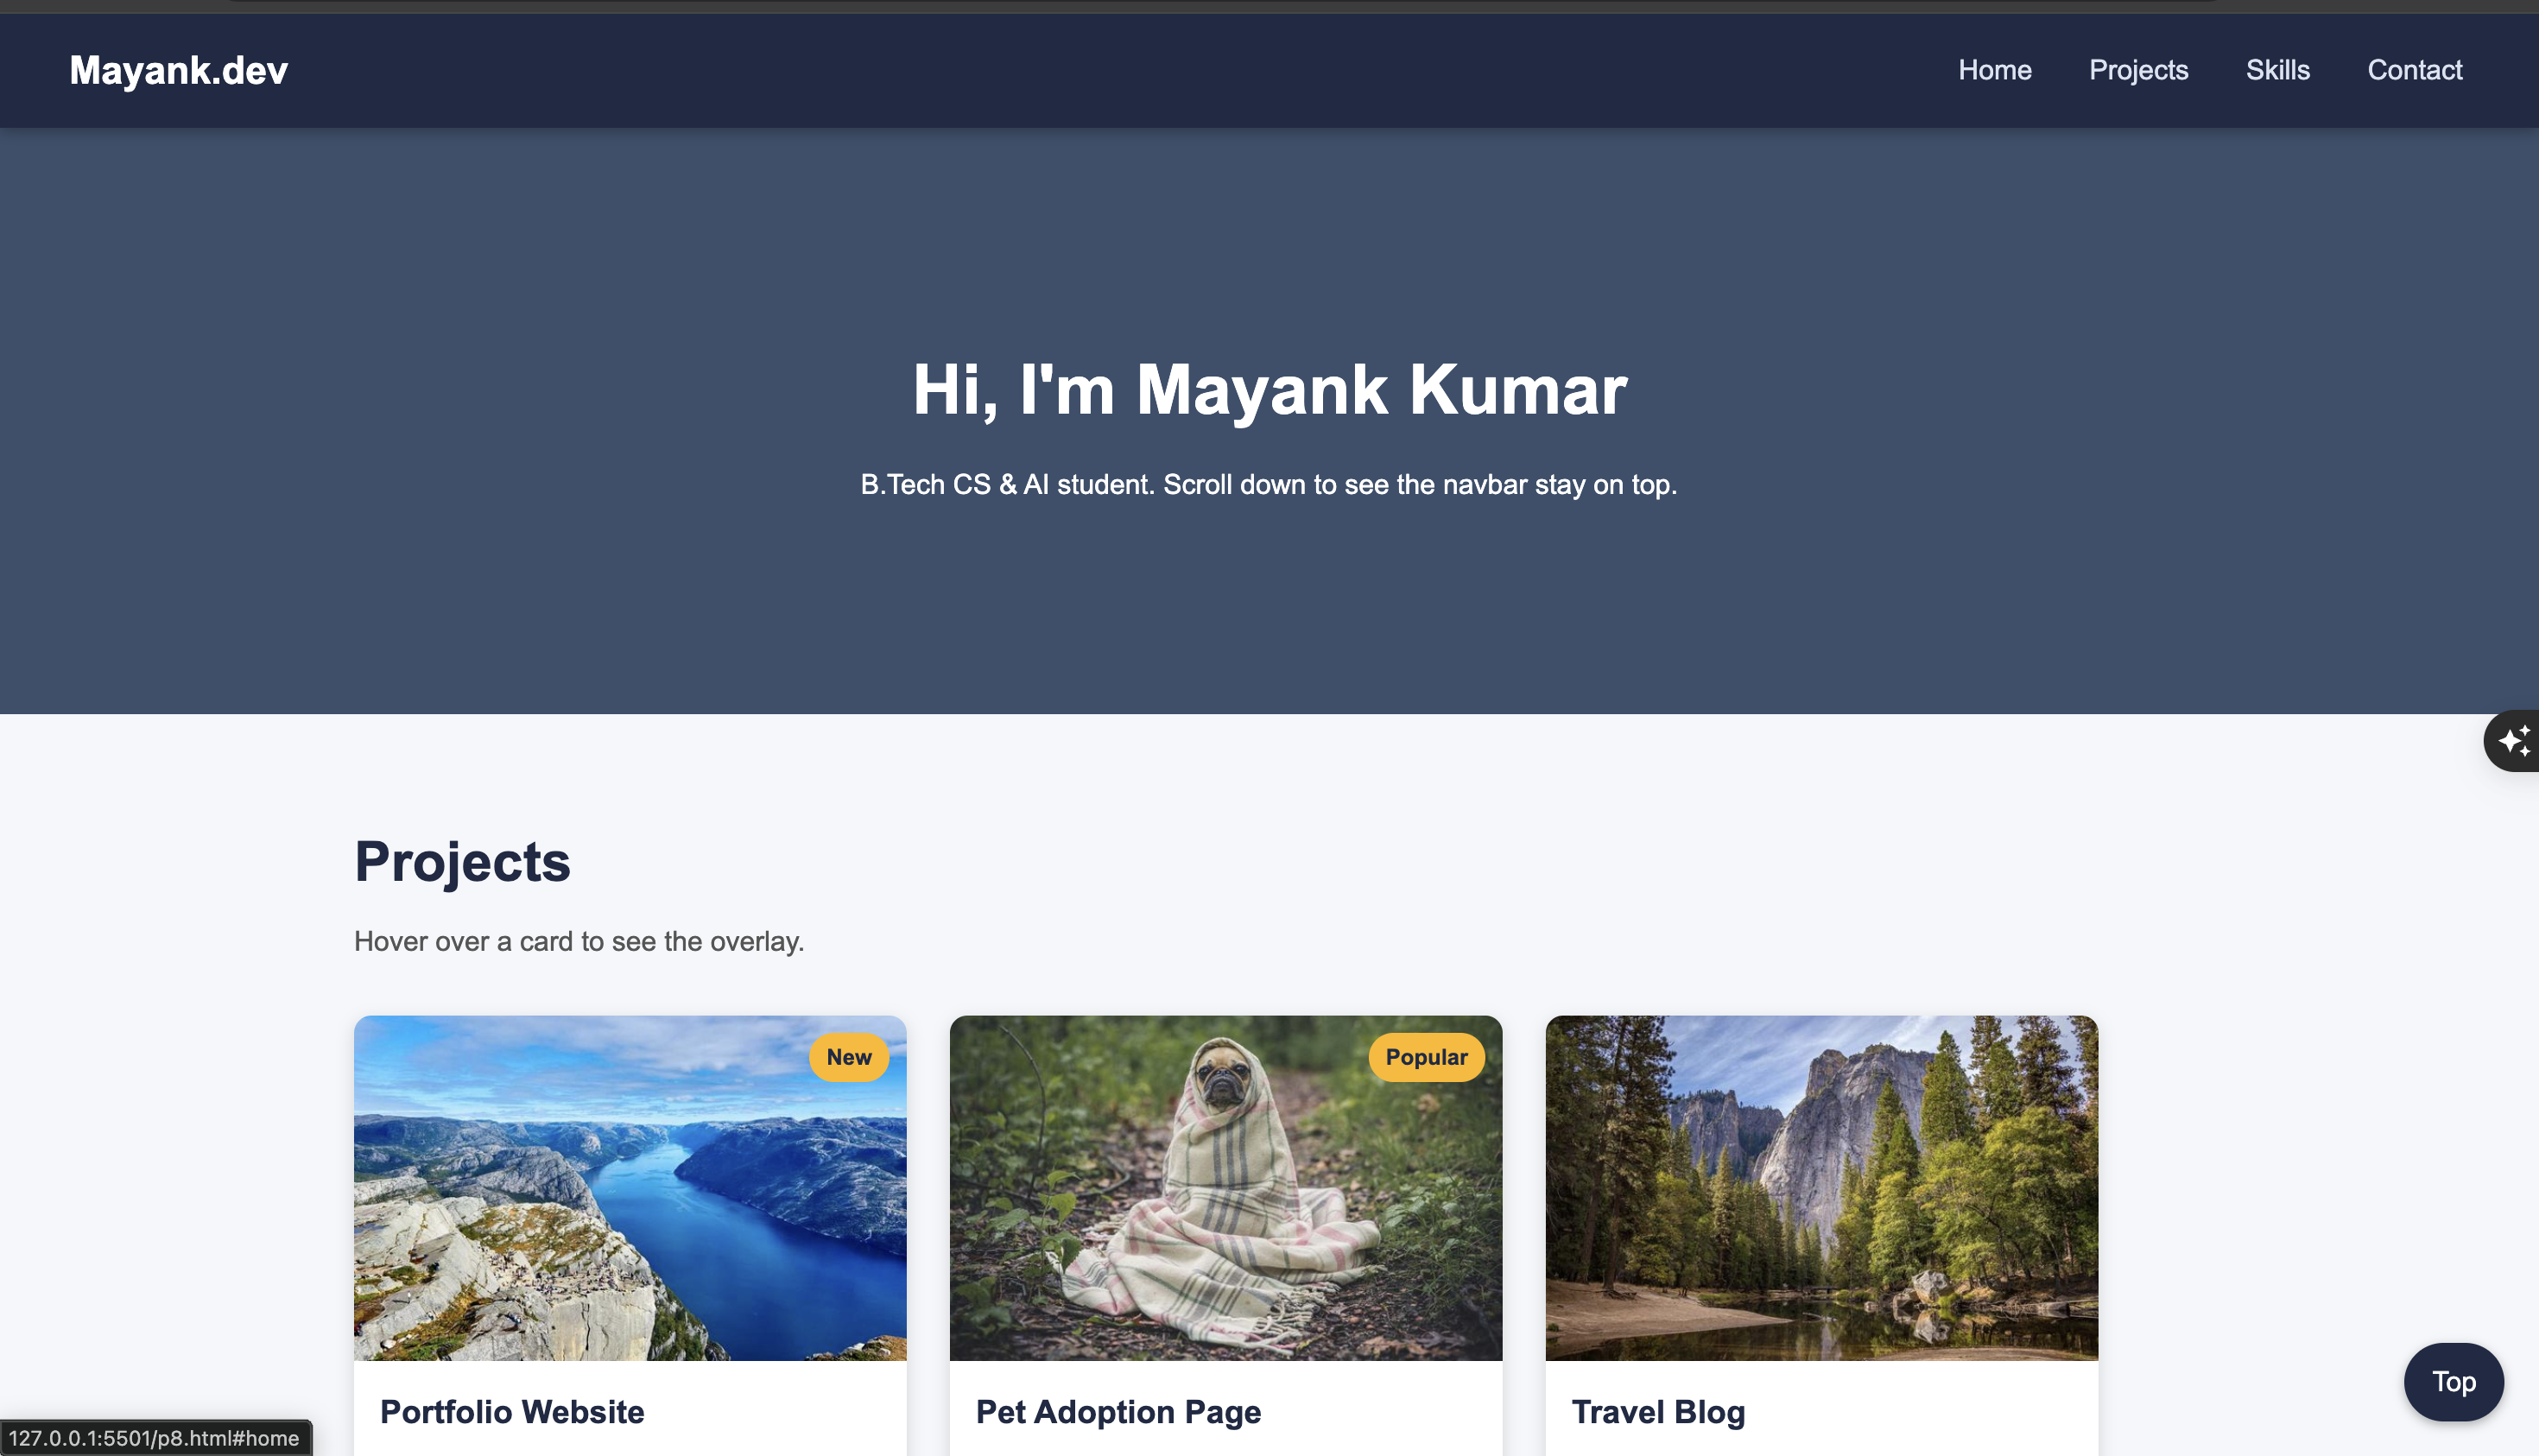 Mayank.dev
Home Projects Skills Contact
Hi, I'm Mayank Kumar
B.Tech CS & AI student. Scroll down to see the navbar stay on top.
Projects
Hover over a card to see the overlay.
New
Popular
Portfolio Website
Pet Adoption Page
Travel Blog
Top
127.0.0.1:5501/p8.html#home